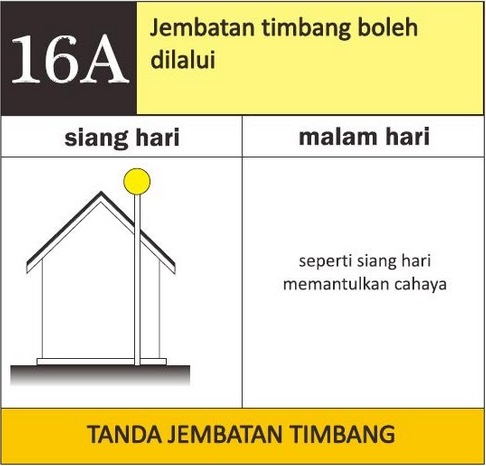 16A
Jembatan timbang boleh
dilalui
siang hari
malam hari
seperti siang hari
memantulkan cahaya
TANDA JEMBATAN TIMBANG